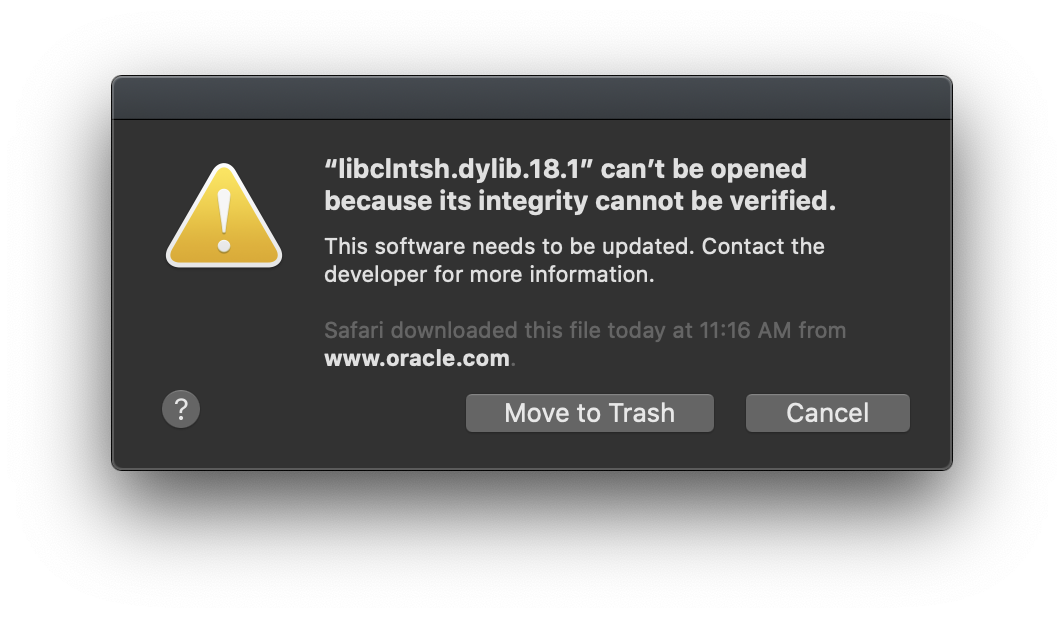 “libclntsh.dylib.18.1” can’t be opened
because its integrity cannot be verified.
This software needs to be updated. Contact the
developer for more information.
Safari downloaded this file today at 11:16 AM from
www.oracle.com.
?
Move to Trash
Cancel